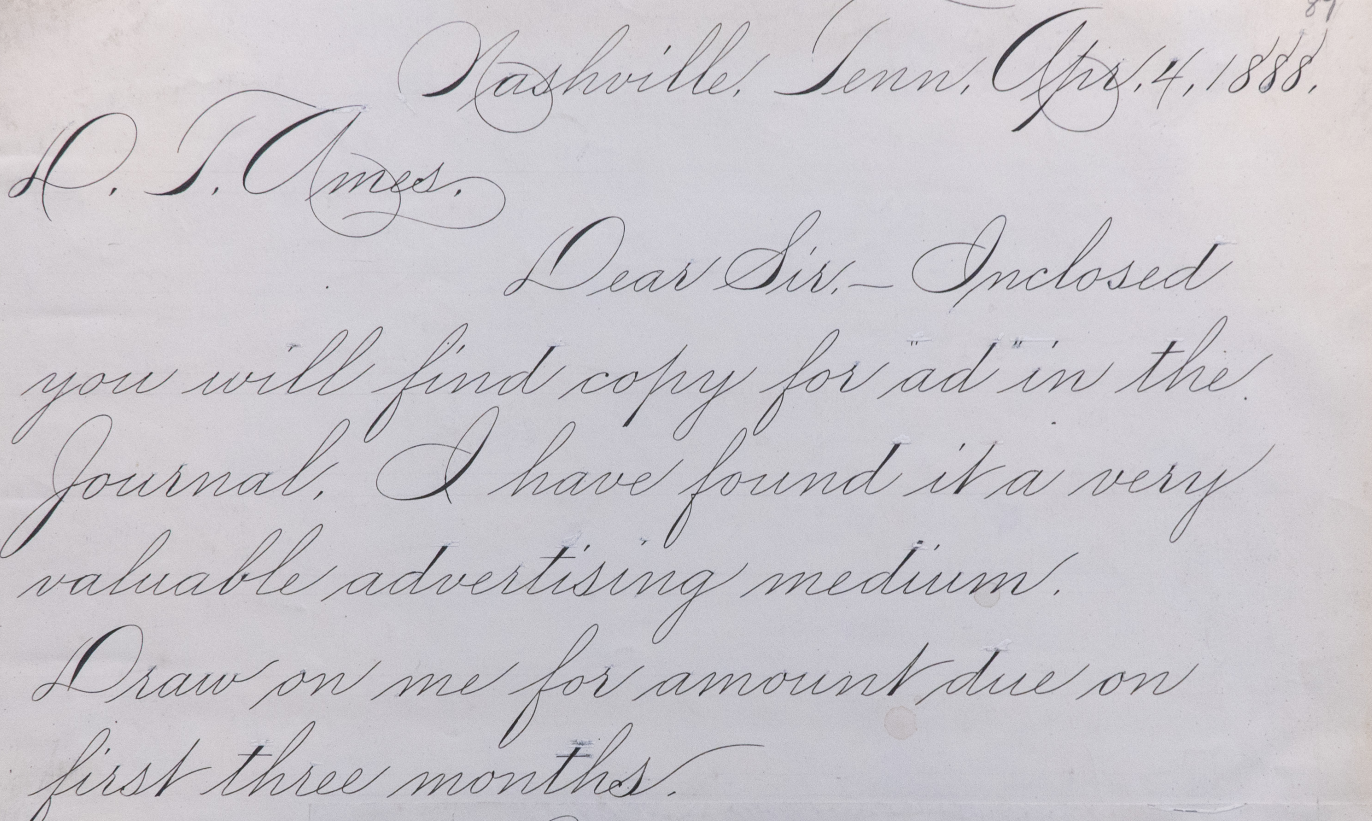 Nashville, Tenn. Apr. 4, 1888.
D. T. Ames.
Dear Sir,— Inclosed
you will find copy for "ad" in the
Journal. I have found it a very
valuable advertising medium.
Draw on me for amount due on
first three months.